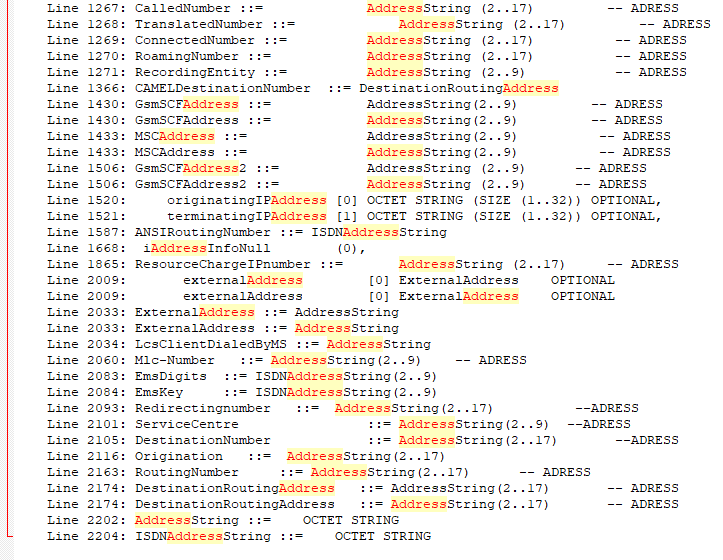 Line 1267: CalledNumber ::= AddressString (2..17) -- ADRESS
Line 1268: TranslatedNumber ::= AddressString (2..17) -- ADRESS
Line 1269: ConnectedNumber ::= AddressString (2..17) -- ADRESS
Line 1270: RoamingNumber ::= AddressString (2..17) -- ADRESS
Line 1271: RecordingEntity ::= AddressString (2..9) -- ADRESS
Line 1366: CAMELDestinationNumber ::= DestinationRoutingAddress
Line 1430: GsmSCFAddress ::= AddressString(2..9) -- ADRESS
Line 1430: GsmSCFAddress ::= AddressString(2..9) -- ADRESS
Line 1433: MSCAddress ::= AddressString(2..9) -- ADRESS
Line 1433: MSCAddress ::= AddressString(2..9) -- ADRESS
Line 1506: GsmSCFAddress2 ::= AddressString (2..9) -- ADRESS
Line 1506: GsmSCFAddress2 ::= AddressString (2..9) -- ADRESS
Line 1520: originatingIPAddress [0] OCTET STRING (SIZE (1..32)) OPTIONAL,
Line 1521: terminatingIPAddress [1] OCTET STRING (SIZE (1..32)) OPTIONAL,
Line 1587: ANSIRoutingNumber ::= ISDNAddressString
Line 1668: iAddressInfoNull (0),
Line 1865: ResourceChargeIPnumber ::= AddressString (2..17) -- ADRESS
Line 2009: externalAddress [0] ExternalAddress OPTIONAL
Line 2009: externalAddress [0] ExternalAddress OPTIONAL
Line 2033: ExternalAddress ::= AddressString
Line 2033: ExternalAddress ::= AddressString
Line 2034: LcsClientDialedByMS ::= AddressString
Line 2060: Mlc-Number ::= AddressString(2..9) -- ADRESS
Line 2083: EmsDigits ::= ISDNAddressString(2..9)
Line 2084: EmsKey ::= ISDNAddressString(2..9)
Line 2093: Redirectingnumber ::= AddressString(2..17) --ADRESS
Line 2101: ServiceCentre ::= AddressString(2..9) --ADRESS
Line 2105: DestinationNumber ::= AddressString(2..17) --ADRESS
Line 2116: Origination ::= AddressString(2..17)
Line 2163: RoutingNumber ::= AddressString(2..17) -- ADRESS
Line 2174: DestinationRoutingAddress ::= AddressString(2..17) -- ADRESS
Line 2174: DestinationRoutingAddress ::= AddressString(2..17) -- ADRESS
Line 2202: AddressString ::= OCTET STRING
Line 2204: ISDNAddressString ::= OCTET STRING